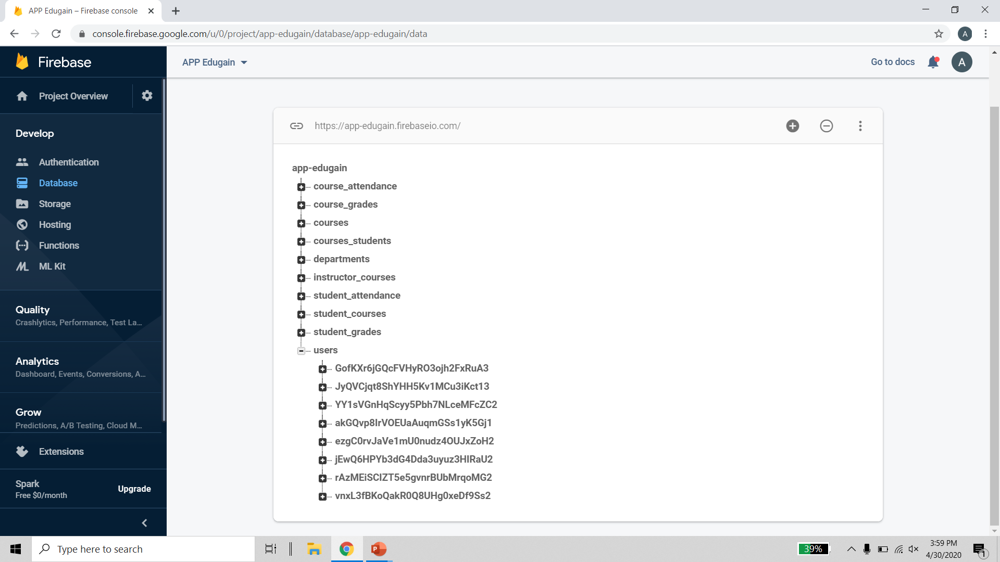 APP Edugain – Firebase console
console.firebase.google.com/u/0/project/app-edugain/database/app-edugain/data
A
Firebase
APP Edugain
Go to docs
A
Project Overview
Develop
Authentication
Database
Storage
Hosting
Functions
ML Kit
Quality
Crashlytics, Performance, Test La...
Analytics
Dashboard, Events, Conversions, A...
Grow
Predictions, A/B Testing, Cloud M...
Extensions
Spark
Free $0/month
Upgrade
https://app-edugain.firebaseio.com/
app-edugain
course_attendance
course_grades
courses
courses_students
departments
instructor_courses
student_attendance
student_courses
student_grades
users
GofKXr6jGQcFVHyRO3ojh2FxRuA3
JyQVCjqt8ShYHH5Kv1MCu3iKct13
YY1sVGnHqScyy5Pbh7NLceMFcZC2
akGQvp8IrVOEUaAuqmGSs1yK5Gj1
ezgC0rvJaVe1mU0nudz4OUJxZoH2
jEwQ6HPYb3dG4Dda3uyuz3HIRaU2
rAzMEiSCIZT5e5gvnrBUbMrqoMG2
vnxL3fBKoQakR0Q8UHg0xeDf9Ss2
Type here to search
39%
3:59 PM
4/30/2020
1